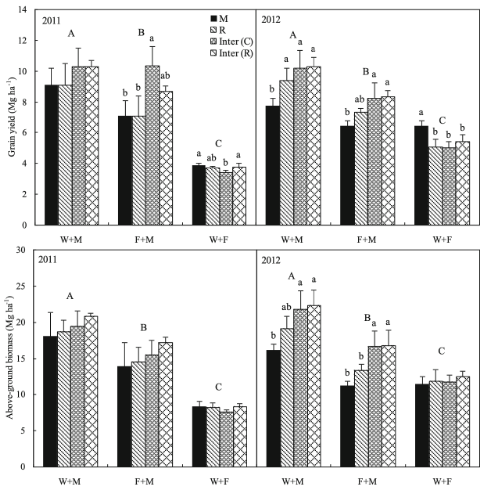 14
12
10
8
6
4
2
0
Grain yield (Mg ha-1)
2011
M
R
Inter (C)
Inter (R)
A
B
b b a ab
C
a ab b a
W+M F+M W+F
2012
A
b a a a
B
b ab a a
C
a b b b
W+M F+M W+F
30
25
20
15
10
5
0
Above-ground biomass (Mg ha-1)
2011
A
B
C
W+M F+M W+F
2012
A
b ab a a
B
b b a a
C
W+M F+M W+F